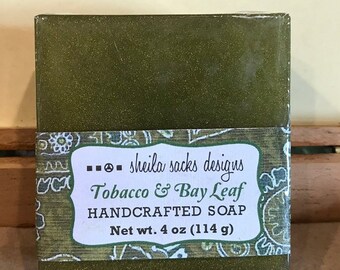 sheila sacks designs
Tobacco & Bay Leaf
HANDCRAFTED SOAP
Net wt. 4 oz (114 g)